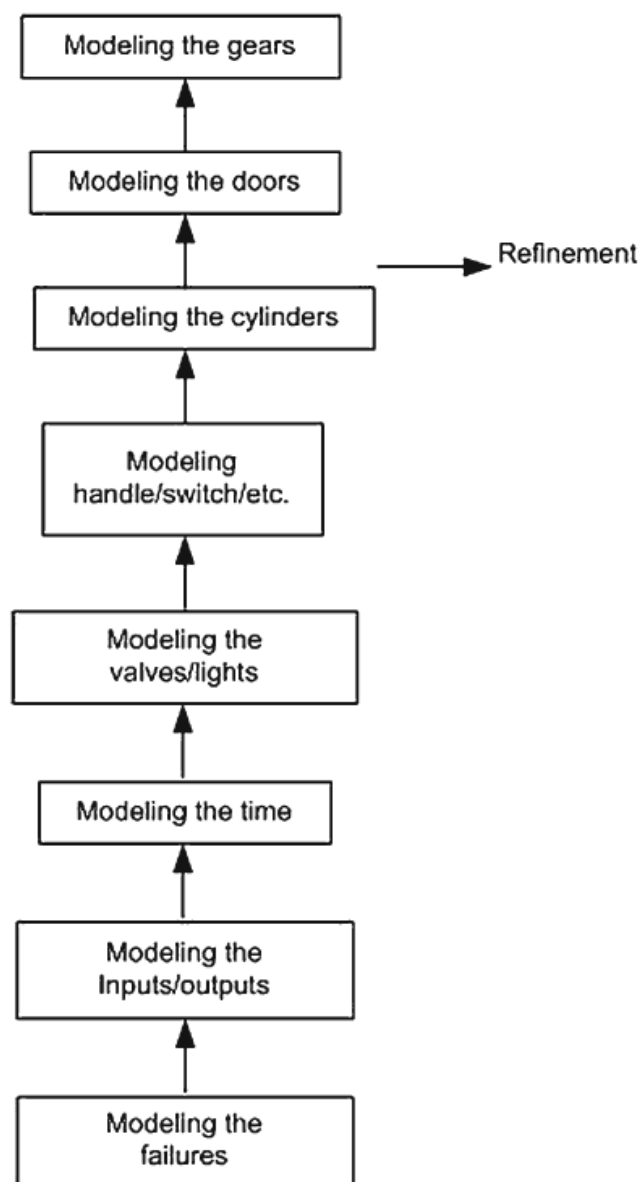 Modeling the gears
Modeling the doors
Refinement
Modeling the cylinders
Modeling
handle/switch/etc.
Modeling the
valves/lights
Modeling the time
Modeling the
Inputs/outputs
Modeling the
failures